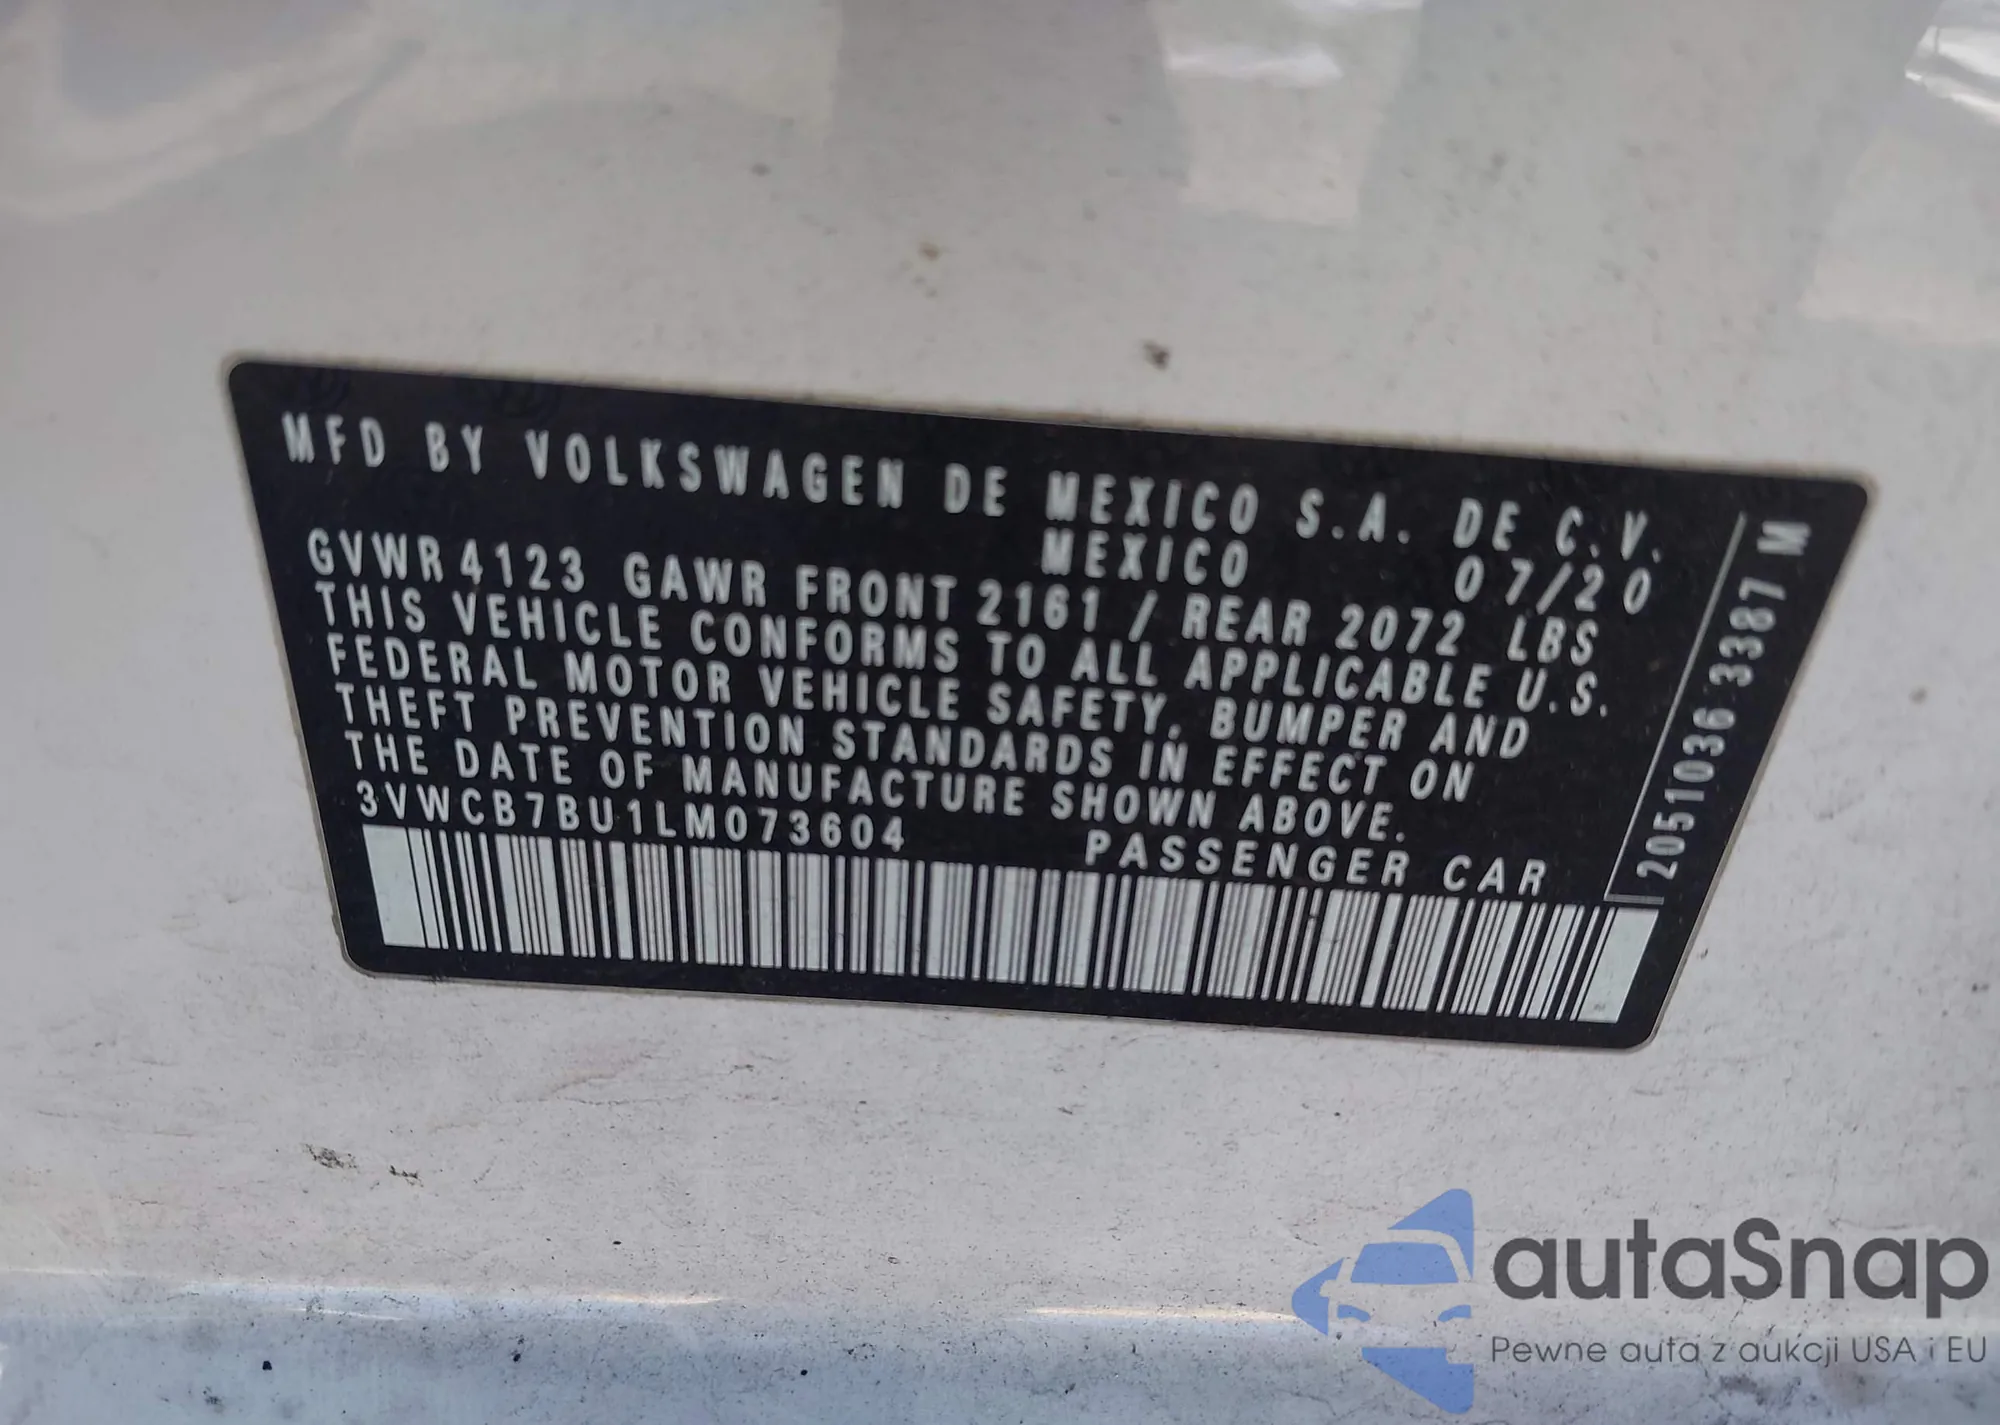 MFD BY VOLKSWAGEN DE MEXICO S.A. DE C.V.
MEXICO 07/20
GVWR 4123 GAWR FRONT 2161 / REAR 2072 LBS
THIS VEHICLE CONFORMS TO ALL APPLICABLE U.S.
FEDERAL MOTOR VEHICLE SAFETY, BUMPER AND
THEFT PREVENTION STANDARDS IN EFFECT ON
THE DATE OF MANUFACTURE SHOWN ABOVE.
3VWCB7BU1LM073604 PASSENGER CAR
2051036 3387 M
autaSnap
Pewne auta z aukcji USA i EU